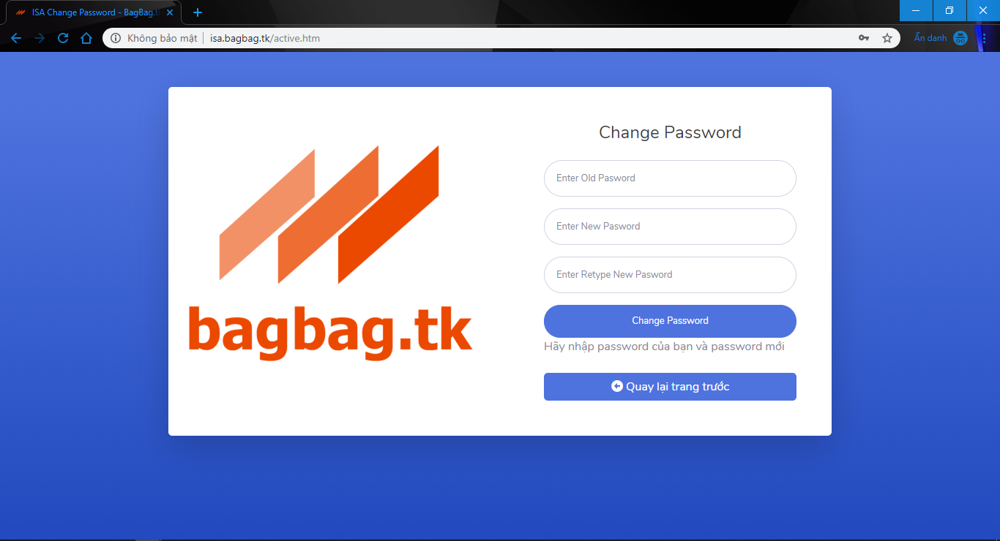 ISA Change Password - BagBag.t
Không bảo mật
isa.bagbag.tk/active.htm
Ẩn danh
Change Password
Enter Old Pasword
Enter New Pasword
Enter Retype New Pasword
Change Password
Hãy nhập password của bạn và password mới
Quay lại trang trước
bagbag.tk